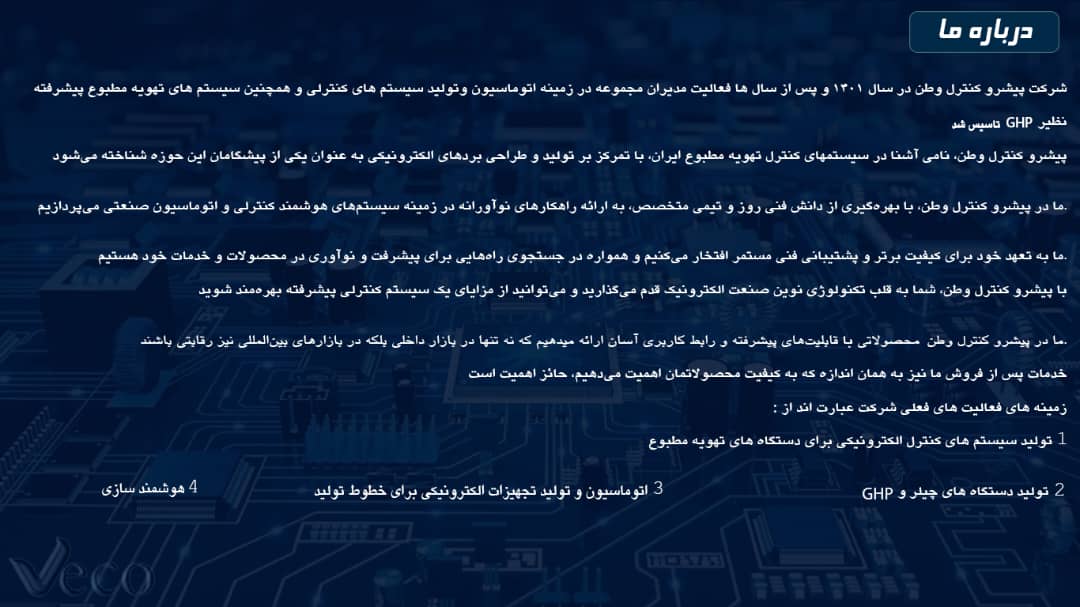 درباره ما
شرکت پیشرو کنترل وطن در سال ۱۴۰۱ و پس از سال ها فعالیت مدیران مجموعه در زمینه اتوماسیون وتولید سیستم های کنترلی و همچنین سیستم های تهویه مطبوع پیشرفته
نظیر GHP تاسیس شد
پیشرو کنترل وطن، نامی آشنا در سیستمهای کنترل تهویه مطبوع ایران، با تمرکز بر تولید و طراحی بردهای الکترونیکی به عنوان یکی از پیشگامان این حوزه شناخته می‌شود
.ما در پیشرو کنترل وطن، با بهره‌گیری از دانش فنی روز و تیمی متخصص، به ارائه راهکارهای نوآورانه در زمینه سیستم‌های هوشمند کنترلی و اتوماسیون صنعتی می‌پردازیم
.ما به تعهد خود برای کیفیت برتر و پشتیبانی فنی مستمر افتخار می‌کنیم و همواره در جستجوی راه‌هایی برای پیشرفت و نوآوری در محصولات و خدمات خود هستیم
با پیشرو کنترل وطن، شما به قلب تکنولوژی نوین صنعت الکترونیک قدم می‌گذارید و می‌توانید از مزایای یک سیستم کنترلی پیشرفته بهره‌مند شوید
.ما در پیشرو کنترل وطن محصولاتی با قابلیت‌های پیشرفته و رابط کاربری آسان ارائه میدهیم که نه تنها در بازار داخلی بلکه در بازارهای بین‌المللی نیز رقابتی باشند
خدمات پس از فروش ما نیز به همان اندازه که به کیفیت محصولاتمان اهمیت می‌دهیم، حائز اهمیت است
زمینه های فعالیت های فعلی شرکت عبارت اند از :
1 تولید سیستم های کنترل الکترونیکی برای دستگاه های تهویه مطبوع
2 تولید دستگاه های چیلر و GHP
3 اتوماسیون و تولید تجهیزات الکترونیکی برای خطوط تولید
4 هوشمند سازی
Veco